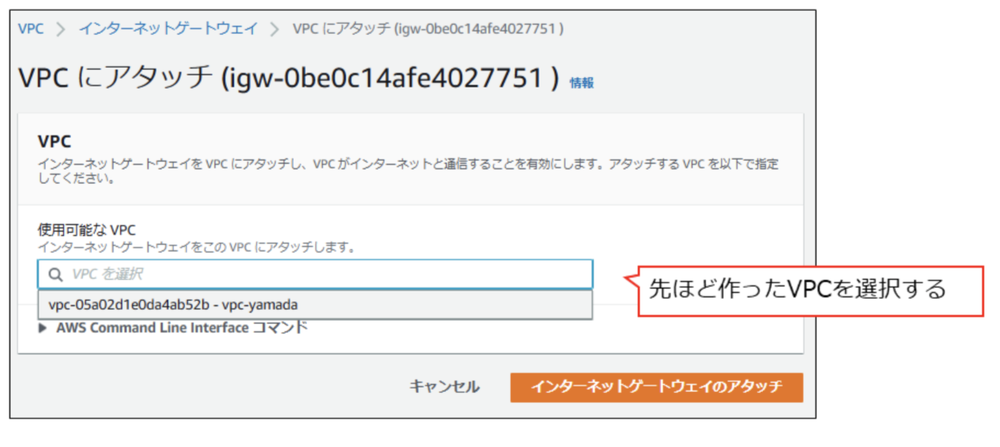 VPC > インターネットゲートウェイ > VPC にアタッチ (igw-0be0c14afe4027751 )
VPC にアタッチ (igw-0be0c14afe4027751 ) 情報
VPC
インターネットゲートウェイを VPC にアタッチし、VPC がインターネットと通信することを有効にします。アタッチする VPC を以下で指定
してください。
使用可能な VPC
インターネットゲートウェイをこの VPC にアタッチします。
VPC を選択
vpc-05a02d1e0da4ab52b - vpc-yamada
先ほど作ったVPCを選択する
AWS Command Line Interface コマンド
キャンセル
インターネットゲートウェイのアタッチ